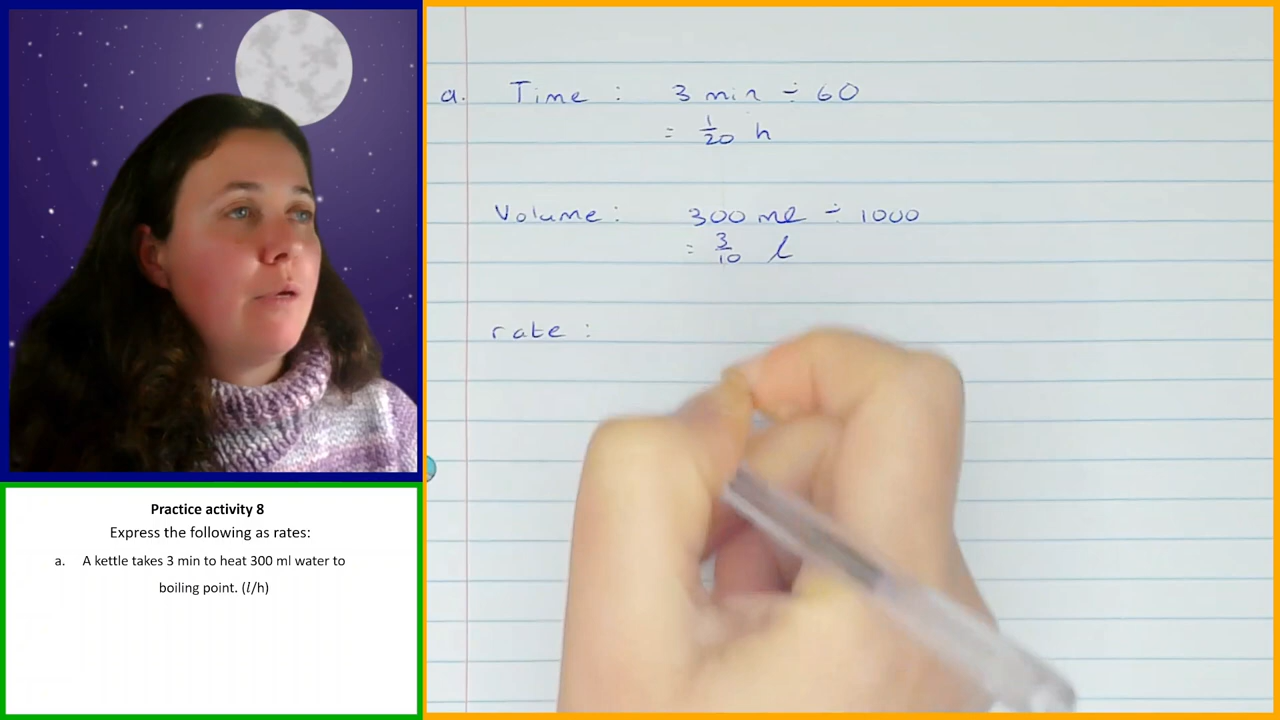 a. Time : 3 min ÷ 60
= 1/20 h
Volume : 300 ml ÷ 1000
= 3/10 l
rate :
Practice activity 8
Express the following as rates:
a. A kettle takes 3 min to heat 300 ml water to
boiling point. (l/h)